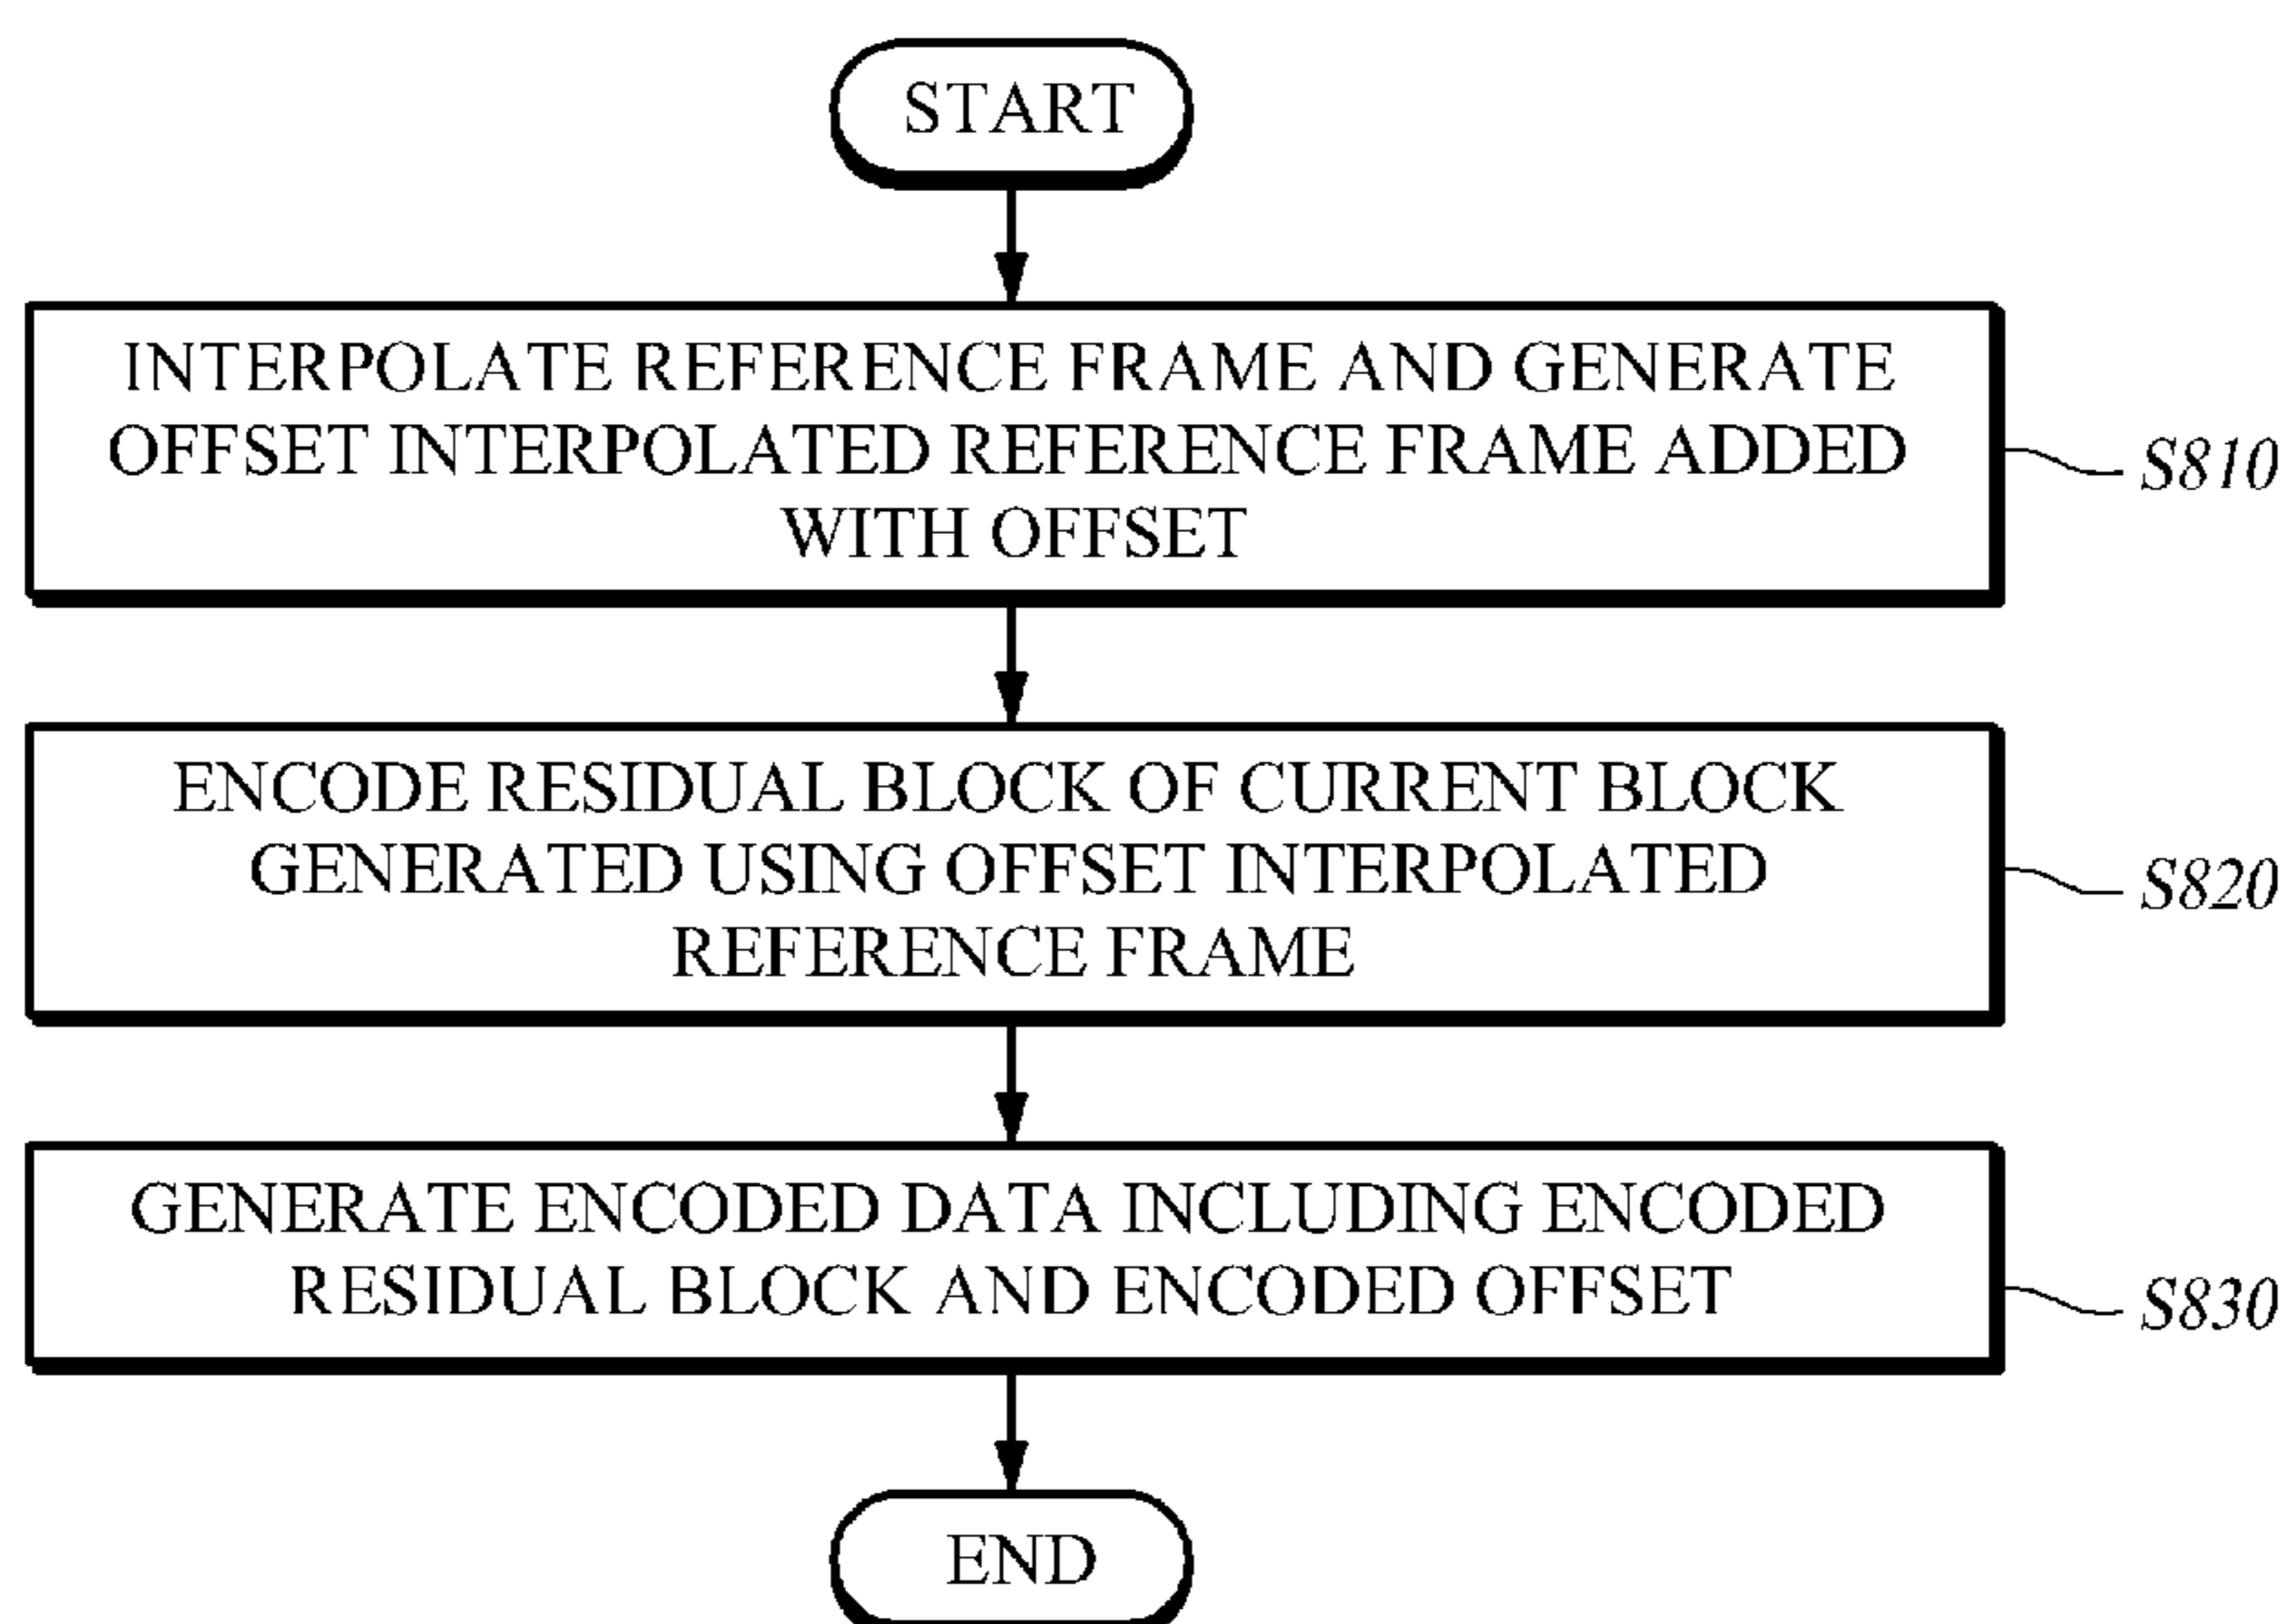 START
INTERPOLATE REFERENCE FRAME AND GENERATE
OFFSET INTERPOLATED REFERENCE FRAME ADDED
WITH OFFSET
S810
ENCODE RESIDUAL BLOCK OF CURRENT BLOCK
GENERATED USING OFFSET INTERPOLATED
REFERENCE FRAME
S820
GENERATE ENCODED DATA INCLUDING ENCODED
RESIDUAL BLOCK AND ENCODED OFFSET
S830
END